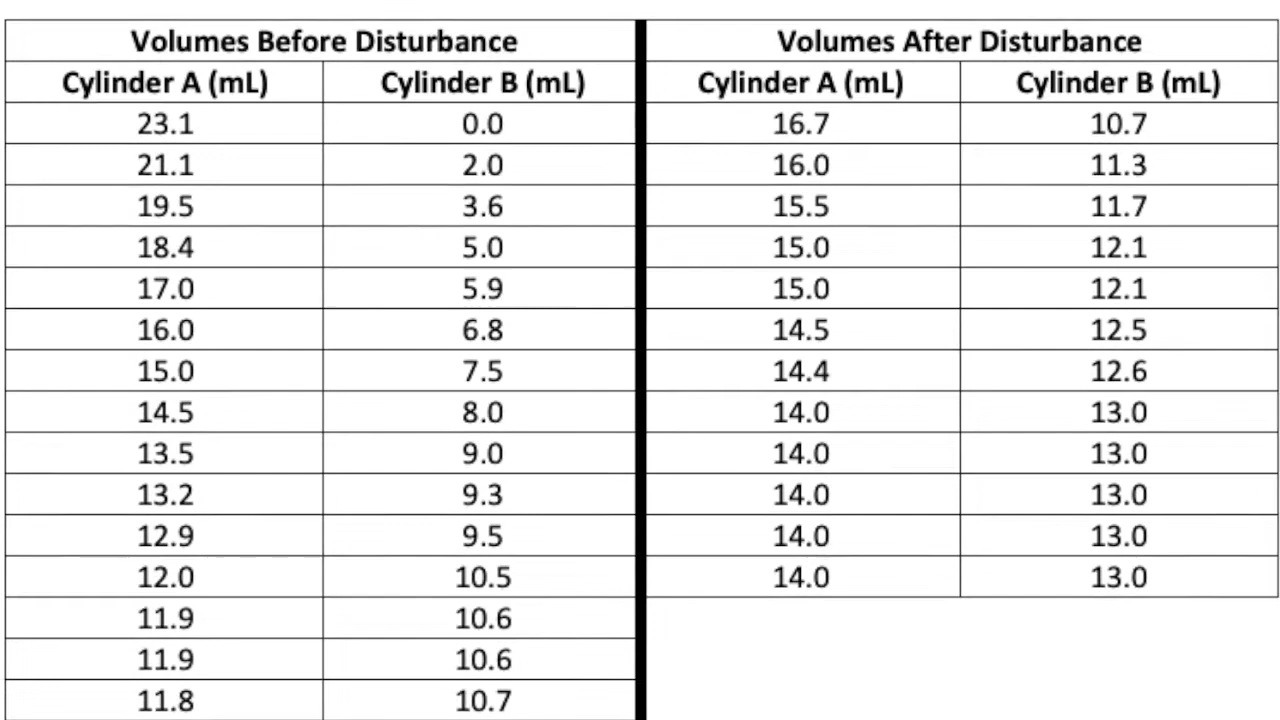 Volumes Before Disturbance Volumes After Disturbance
Cylinder A (mL) Cylinder B (mL) Cylinder A (mL) Cylinder B (mL)
23.1 0.0 16.7 10.7
21.1 2.0 16.0 11.3
19.5 3.6 15.5 11.7
18.4 5.0 15.0 12.1
17.0 5.9 15.0 12.1
16.0 6.8 14.5 12.5
15.0 7.5 14.4 12.6
14.5 8.0 14.0 13.0
13.5 9.0 14.0 13.0
13.2 9.3 14.0 13.0
12.9 9.5 14.0 13.0
12.0 10.5 14.0 13.0
11.9 10.6
11.9 10.6
11.8 10.7